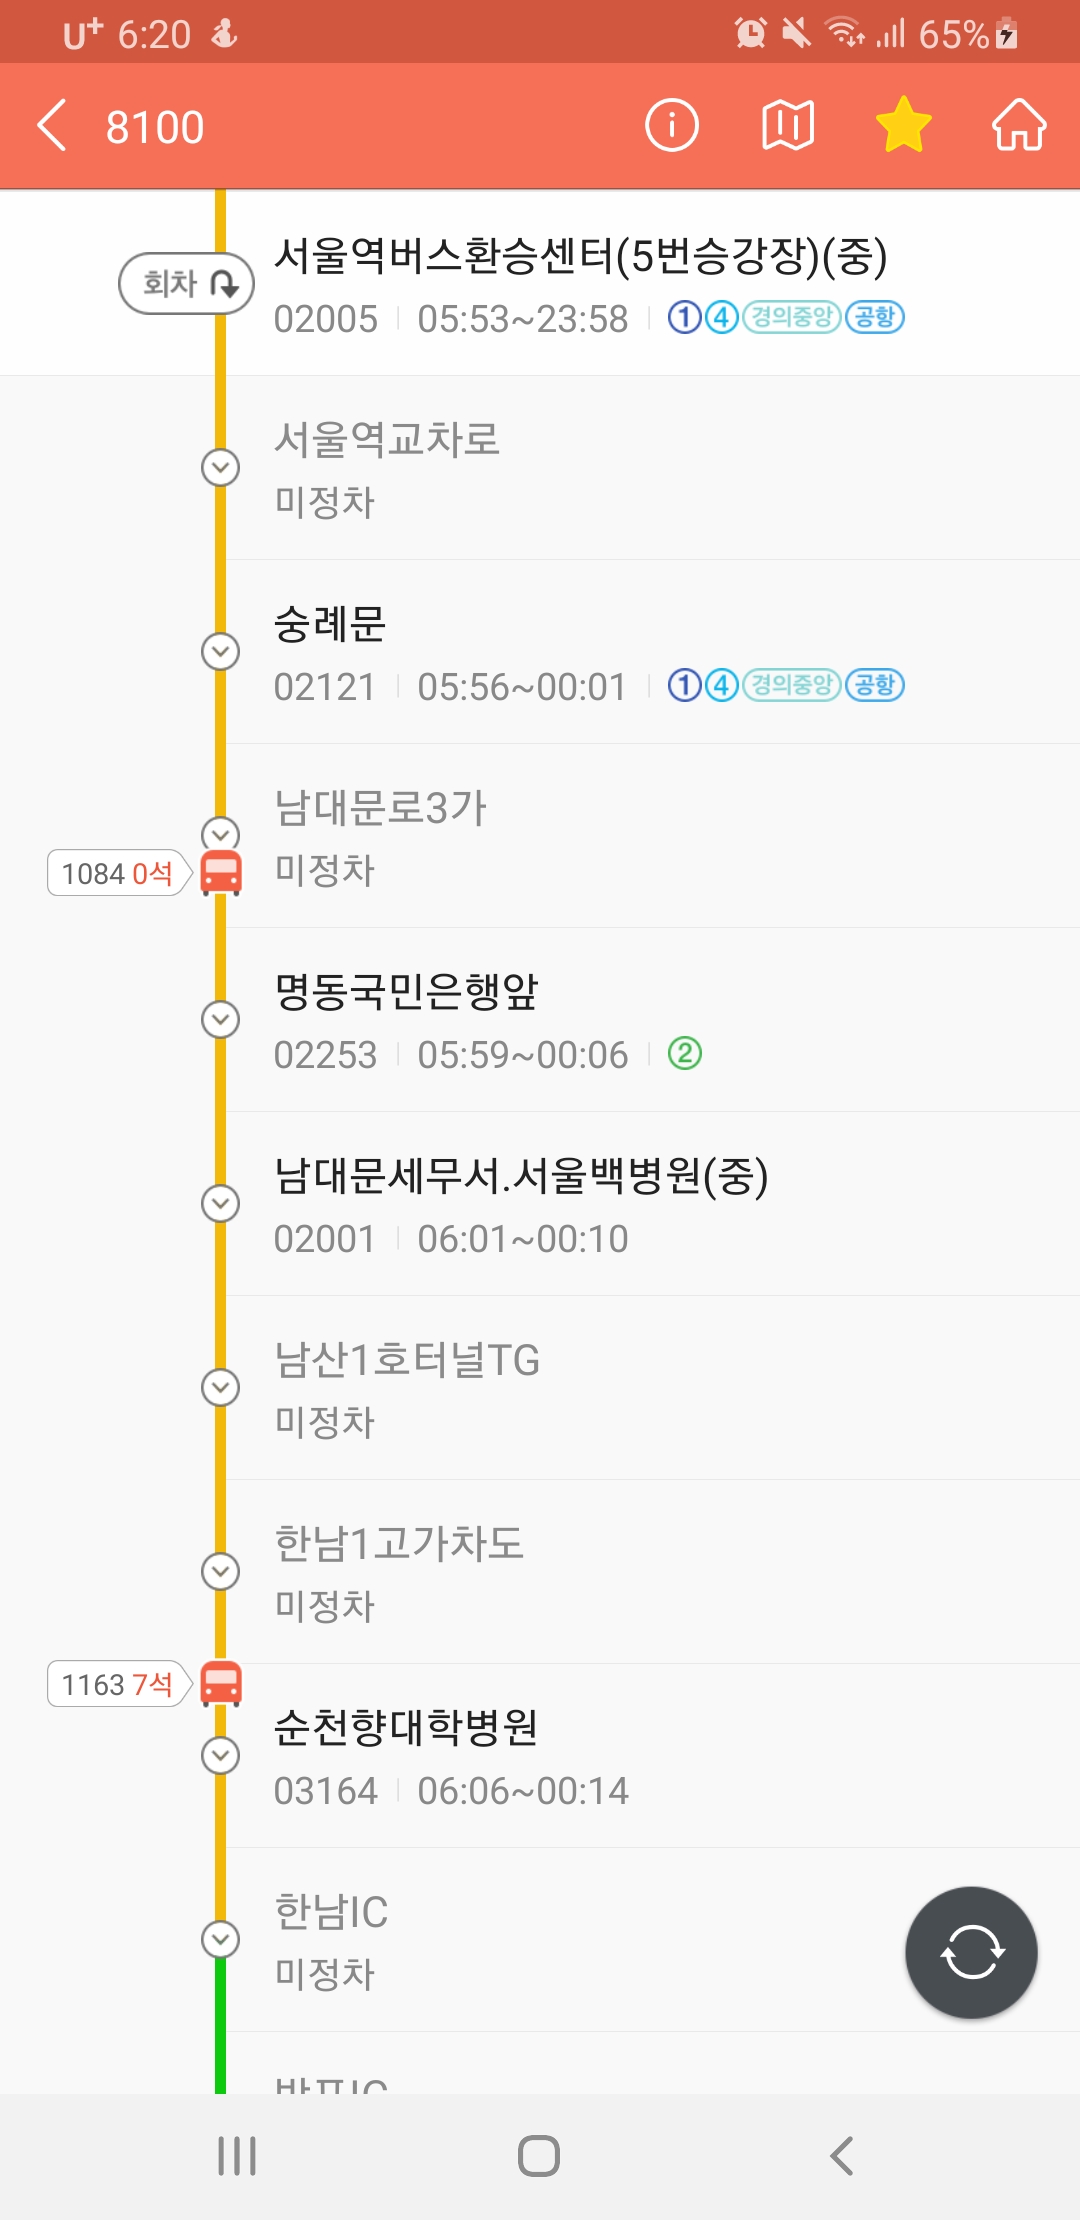 U+ 6:20 65%
8100
서울역버스환승센터(5번승강장)(중)
회차
02005 05:53~23:58 1 4 경의중앙 공항
서울역교차로
미정차
숭례문
02121 05:56~00:01 1 4 경의중앙 공항
남대문로3가
1084 0석 미정차
명동국민은행앞
02253 05:59~00:06 2
남대문세무서.서울백병원(중)
02001 06:01~00:10
남산1호터널TG
미정차
한남1고가차도
미정차
1163 7석
순천향대학병원
03164 06:06~00:14
한남IC
미정차